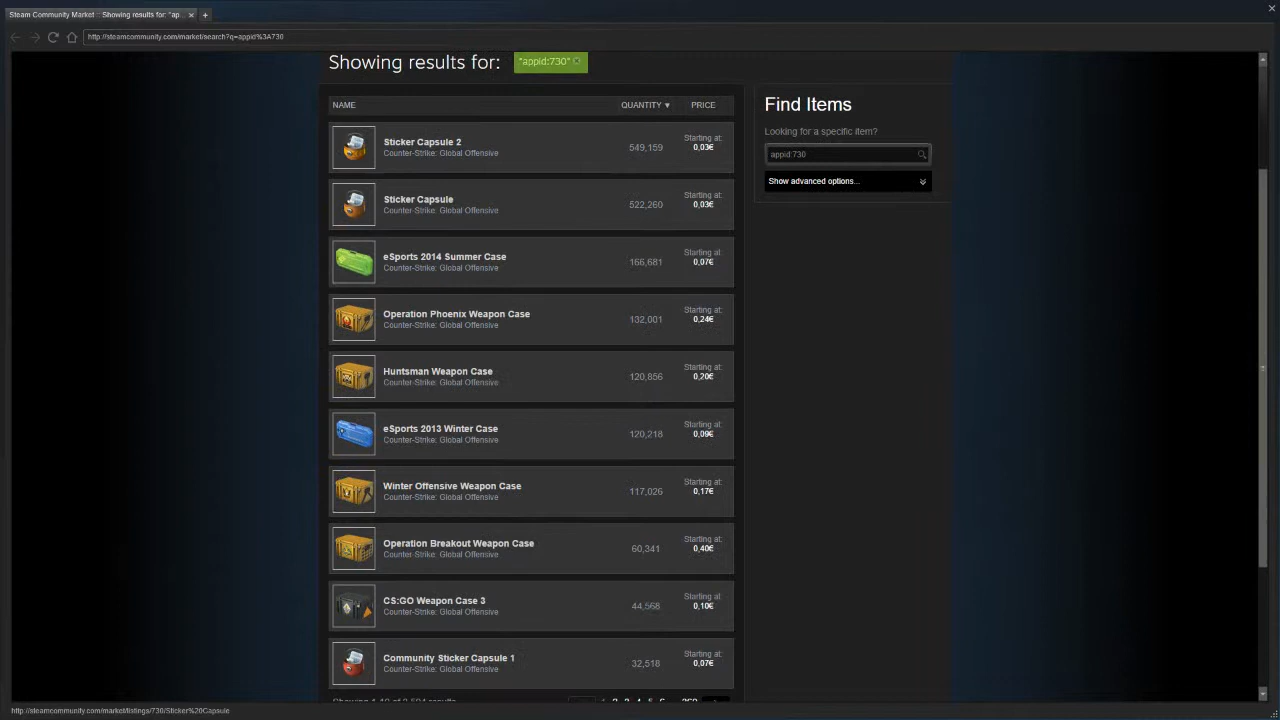 Steam Community Market :: Showing results for: "ap...
http://steamcommunity.com/market/search?q=appid%3A730
Showing results for: "appid:730"
NAME QUANTITY ▼ PRICE
Sticker Capsule 2
Counter-Strike: Global Offensive
549,159
Starting at:
0,03€
Sticker Capsule
Counter-Strike: Global Offensive
522,260
Starting at:
0,03€
eSports 2014 Summer Case
Counter-Strike: Global Offensive
166,681
Starting at:
0,07€
Operation Phoenix Weapon Case
Counter-Strike: Global Offensive
132,001
Starting at:
0,24€
Huntsman Weapon Case
Counter-Strike: Global Offensive
120,856
Starting at:
0,20€
eSports 2013 Winter Case
Counter-Strike: Global Offensive
120,218
Starting at:
0,09€
Winter Offensive Weapon Case
Counter-Strike: Global Offensive
117,026
Starting at:
0,17€
Operation Breakout Weapon Case
Counter-Strike: Global Offensive
60,341
Starting at:
0,40€
CS:GO Weapon Case 3
Counter-Strike: Global Offensive
44,568
Starting at:
0,10€
Community Sticker Capsule 1
Counter-Strike: Global Offensive
32,518
Starting at:
0,07€
Find Items
Looking for a specific item?
appid:730
Show advanced options...
http://steamcommunity.com/market/listings/730/Sticker%20Capsule